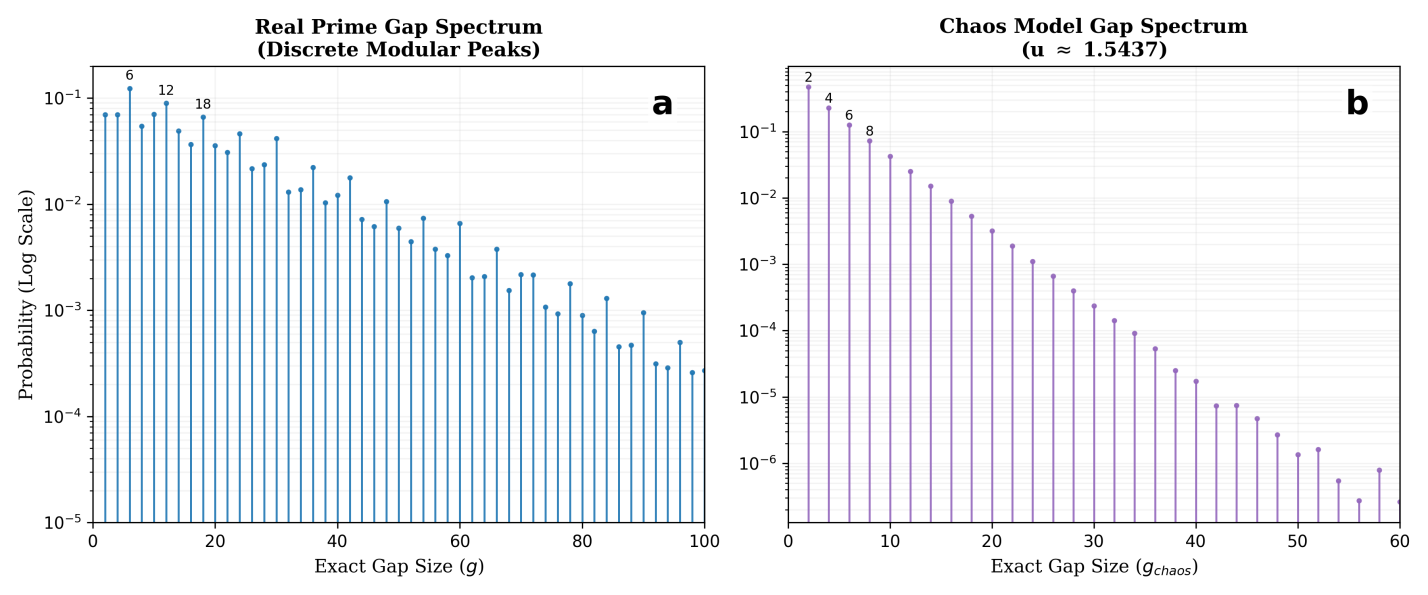 Real Prime Gap Spectrum
(Discrete Modular Peaks)
a
6
12
18
10⁻¹
10⁻²
10⁻³
10⁻⁴
10⁻⁵
Probability (Log Scale)
0 20 40 60 80 100
Exact Gap Size (g)
Chaos Model Gap Spectrum
(u ≈ 1.5437)
b
2
4
6
8
10⁻¹
10⁻²
10⁻³
10⁻⁴
10⁻⁵
10⁻⁶
0 10 20 30 40 50 60
Exact Gap Size (g_chaos)